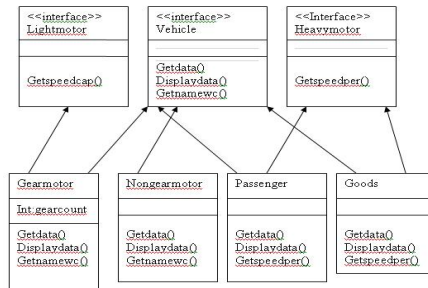 <<interface>>
Lightmotor
Getspeedcap()
<<interface>>
Vehicle
Getdata()
Displaydata()
Getnamewc()
<<Interface>>
Heavymotor
Getspeedper()
Gearmotor
Int:gearcount
Getdata()
Displaydata()
Getnamewc()
Nongearmotor
Getdata()
Displaydata()
Getnamewc()
Passenger
Getdata()
Displaydata()
Getspeedper()
Goods
Getdata()
Displaydata()
Getspeedper()